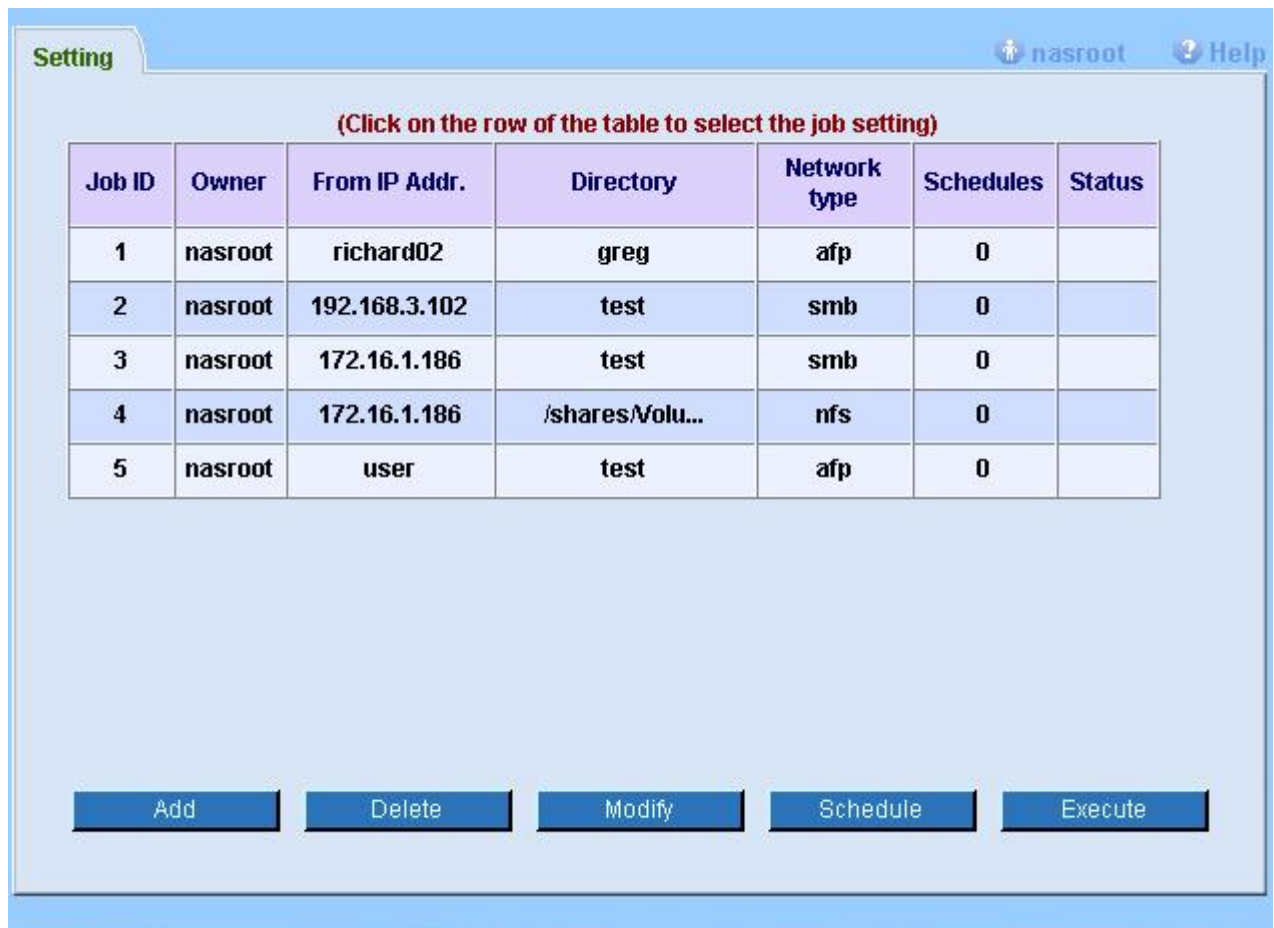 Setting nasroot Help
(Click on the row of the table to select the job setting)
Job ID Owner From IP Addr. Directory Network type Schedules Status
1 nasroot richard02 greg afp 0
2 nasroot 192.168.3.102 test smb 0
3 nasroot 172.16.1.186 test smb 0
4 nasroot 172.16.1.186 /shares/Volu... nfs 0
5 nasroot user test afp 0
Add Delete Modify Schedule Execute